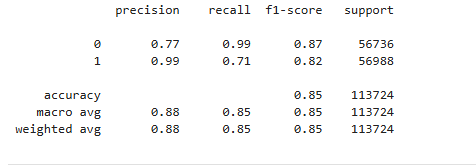 precision recall f1-score support
0 0.77 0.99 0.87 56736
1 0.99 0.71 0.82 56988
accuracy 0.85 113724
macro avg 0.88 0.85 0.85 113724
weighted avg 0.88 0.85 0.85 113724